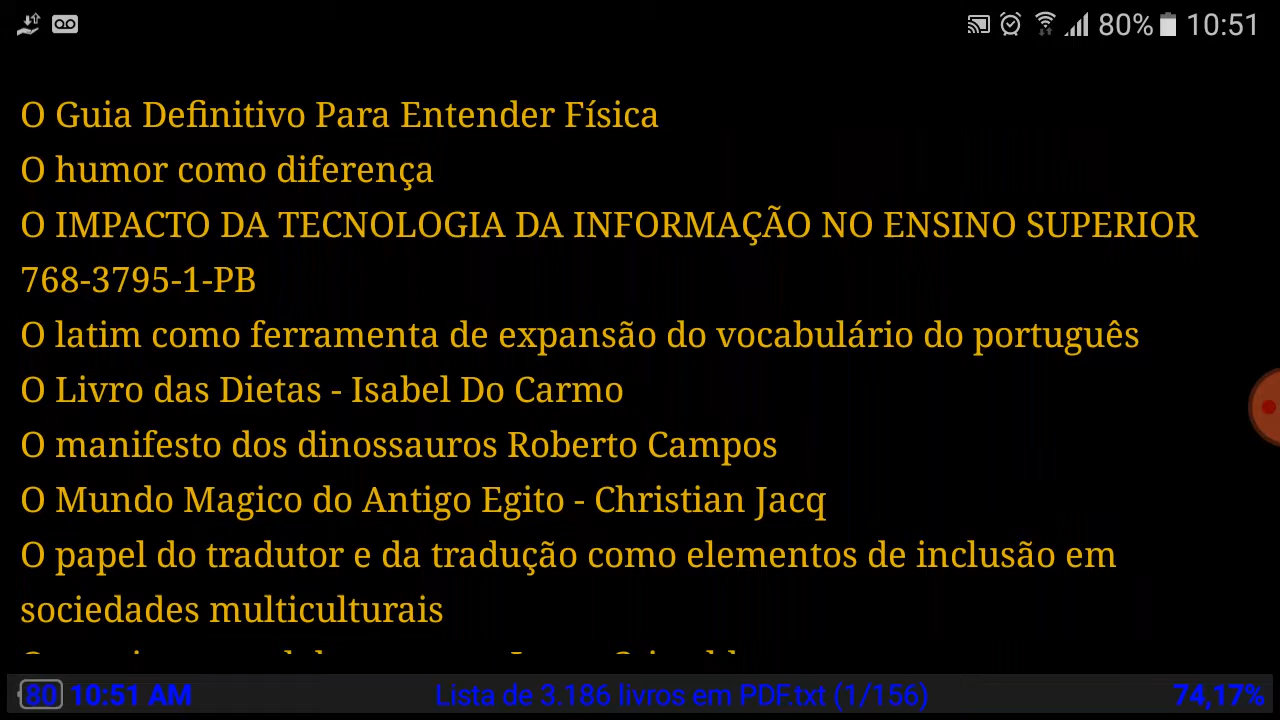 80% 10:51
O Guia Definitivo Para Entender Física
O humor como diferença
O IMPACTO DA TECNOLOGIA DA INFORMAÇÃO NO ENSINO SUPERIOR
768-3795-1-PB
O latim como ferramenta de expansão do vocabulário do português
O Livro das Dietas - Isabel Do Carmo
O manifesto dos dinossauros Roberto Campos
O Mundo Magico do Antigo Egito - Christian Jacq
O papel do tradutor e da tradução como elementos de inclusão em
sociedades multiculturais
80 10:51 AM Lista de 3.186 livros em PDF.txt (1/156) 74,17%